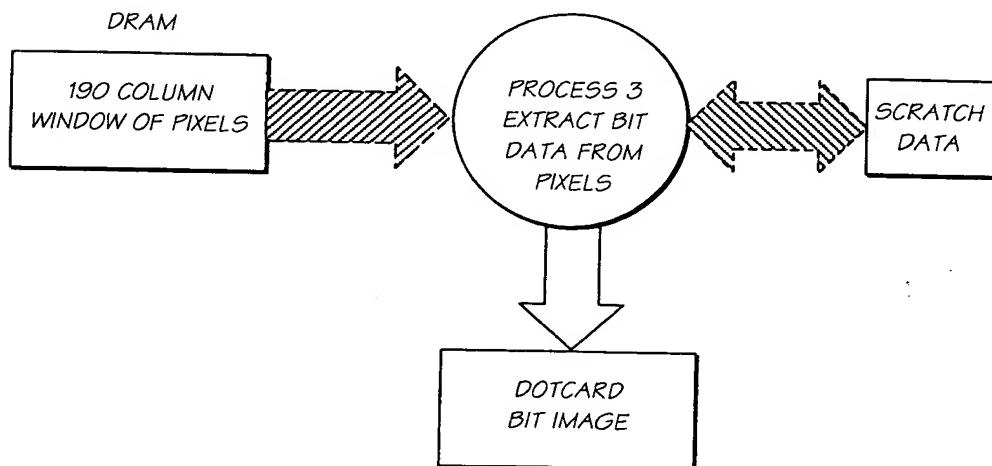 DRAM
190 COLUMN
WINDOW OF PIXELS
PROCESS 3
EXTRACT BIT
DATA FROM
PIXELS
SCRATCH
DATA
DOTCARD
BIT IMAGE